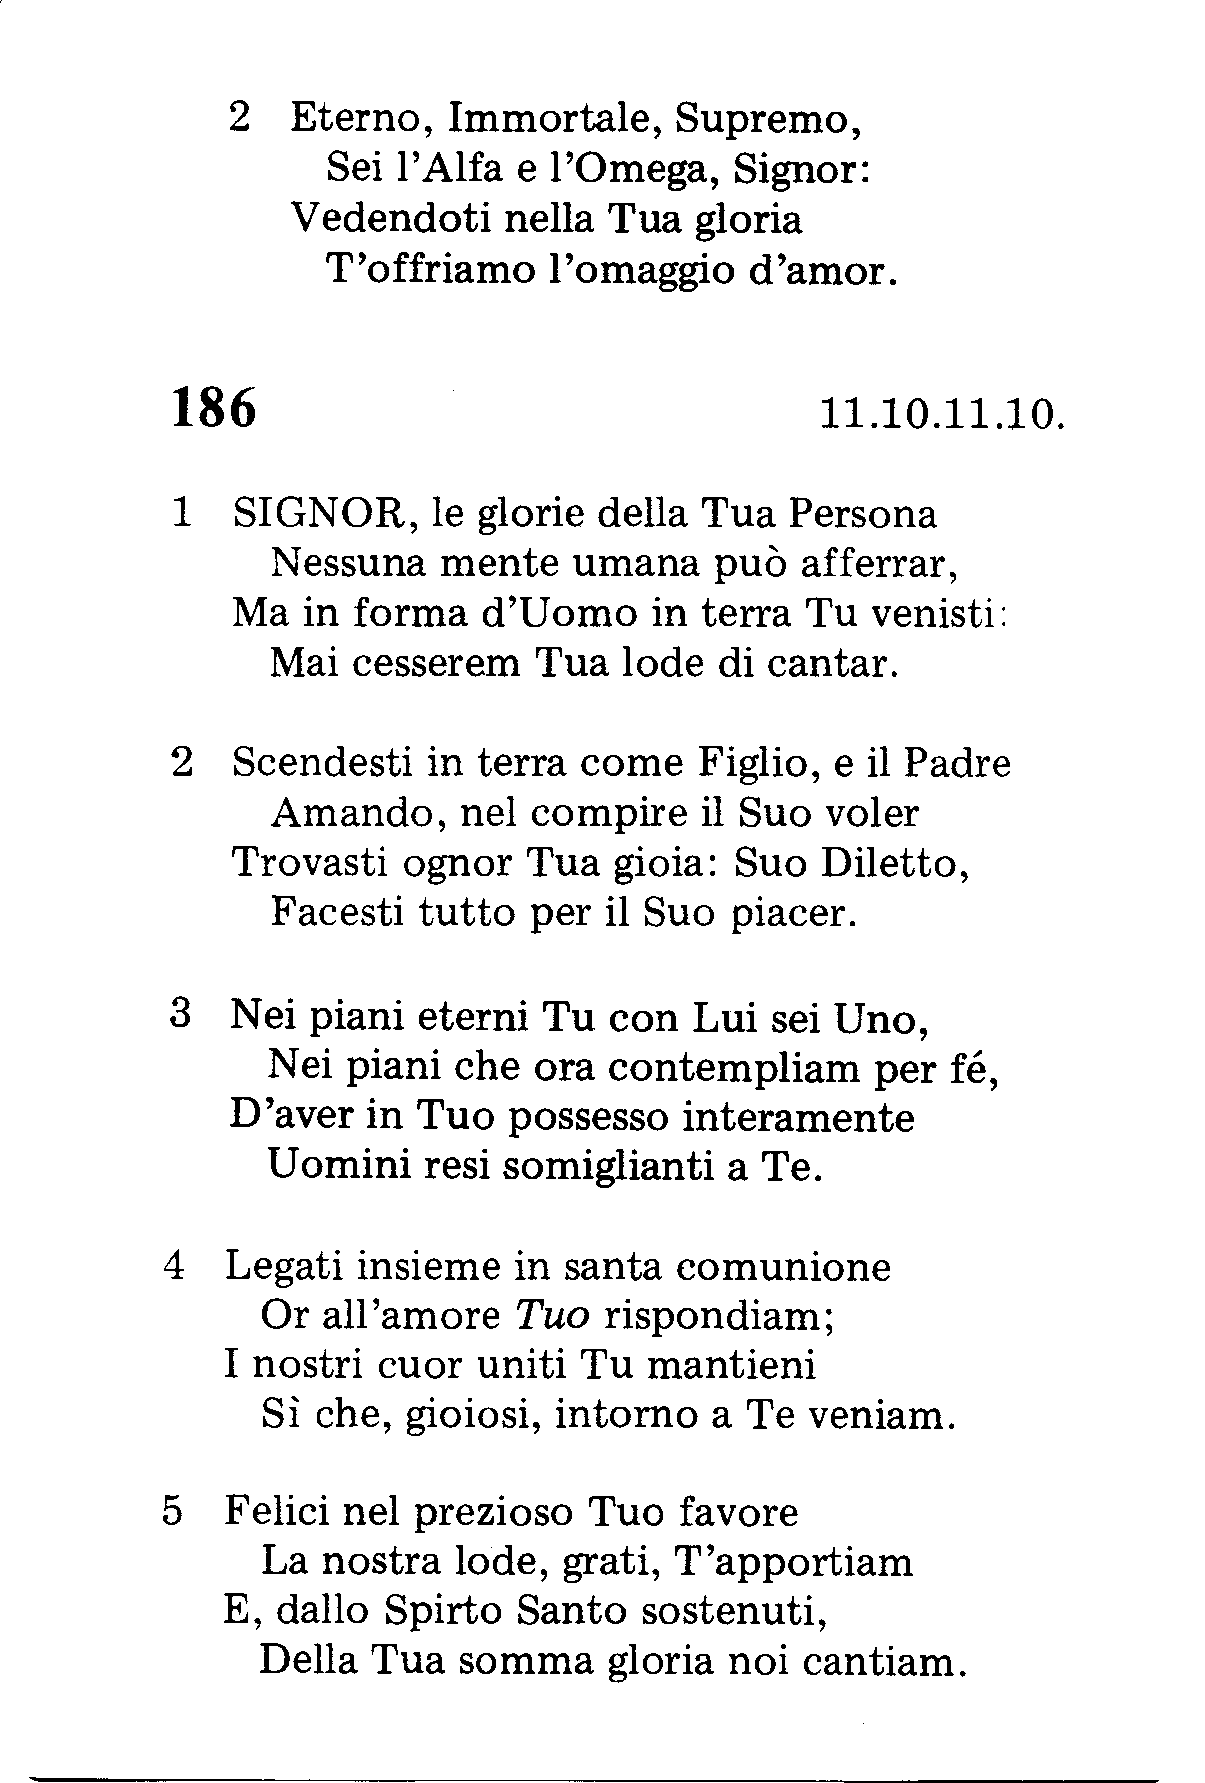 2 Eterno, Immortale, Supremo,
Sei l’Alfa e l’Omega, Signor:
Vedendoti nella Tua gloria
T’offriamo l’omaggio d’amor.
186 11.10.11.10.
1 SIGNOR, le glorie della Tua Persona
Nessuna mente umana può afferrar,
Ma in forma d’Uomo in terra Tu venisti:
Mai cesserem Tua lode di cantar.
2 Scendesti in terra come Figlio, e il Padre
Amando, nel compire il Suo voler
Trovasti ognor Tua gioia: Suo Diletto,
Facesti tutto per il Suo piacer.
3 Nei piani eterni Tu con Lui sei Uno,
Nei piani che ora contempliam per fé,
D’aver in Tuo possesso interamente
Uomini resi somiglianti a Te.
4 Legati insieme in santa comunione
Or all’amore Tuo rispondiam;
I nostri cuor uniti Tu mantieni
Sì che, gioiosi, intorno a Te veniam.
5 Felici nel prezioso Tuo favore
La nostra lode, grati, T’apportiam
E, dallo Spirto Santo sostenuti,
Della Tua somma gloria noi cantiam.